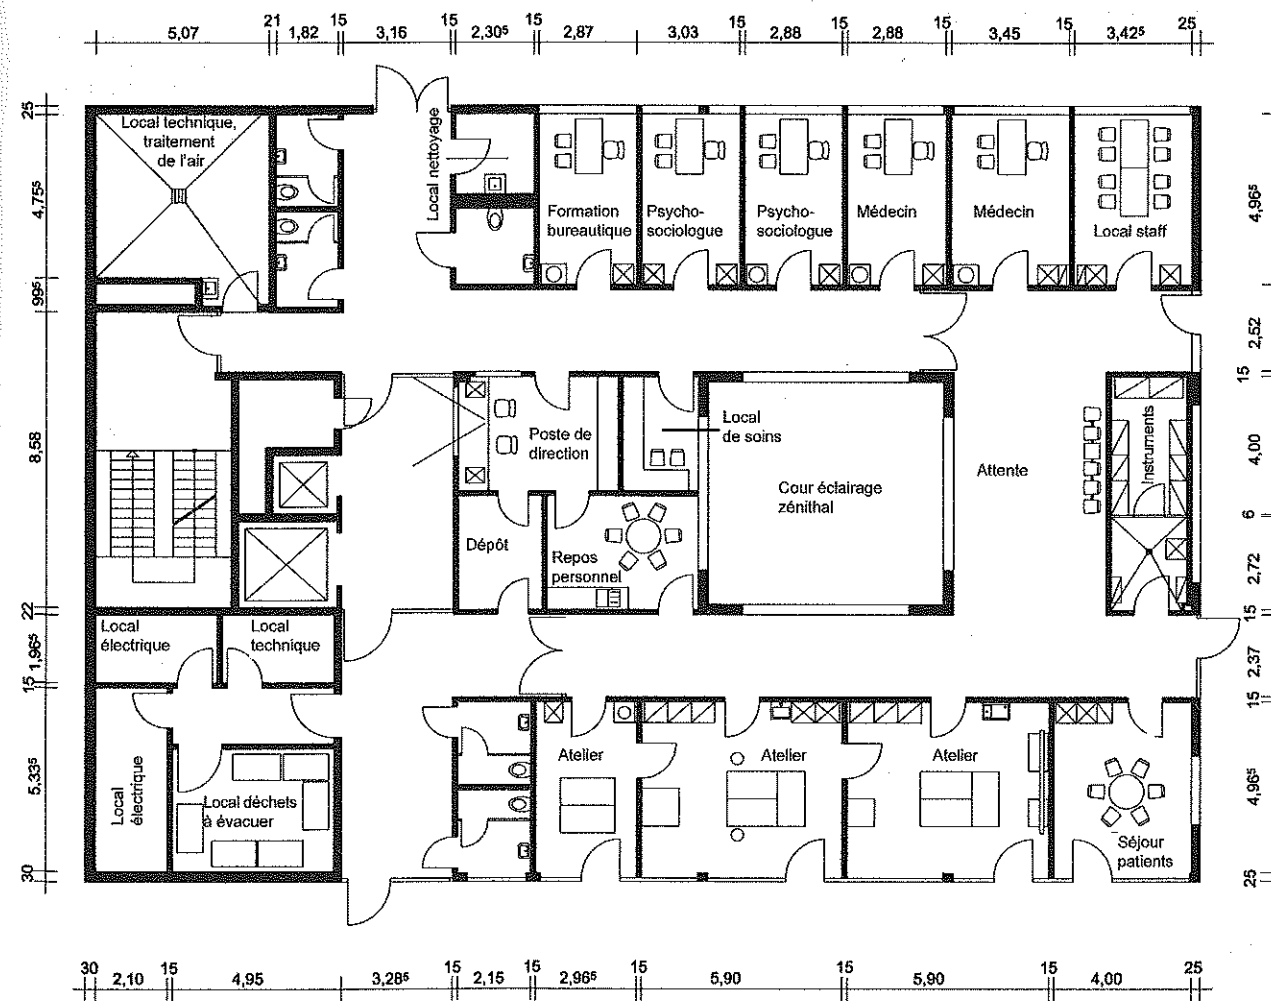 21
15
15
15
15
15
15
25
5,07
1,82
3,16
2,30⁵
2,87
3,03
2,88
2,88
3,45
3,42⁵
25
4,75⁵
99⁵
8,58
22
1,96⁵
15
5,33⁵
30
Local technique,
traitement
de l'air
Local nettoyage
Formation
bureautique
Psycho-
sociologue
Psycho-
sociologue
Médecin
Médecin
Local staff
Poste de
direction
Local
de soins
Cour éclairage
zénithal
Attente
Instruments
Dépôt
Repos
personnel
Local
électrique
Local
technique
Local
électrique
Local déchets
à évacuer
Atelier
Atelier
Atelier
Séjour
patients
4,96⁵
2,52
15
4,00
6
2,72
15
2,37
15
4,96⁵
25
30
15
15
15
15
15
15
25
2,10
4,95
3,28⁵
2,15
2,96⁵
5,90
5,90
4,00